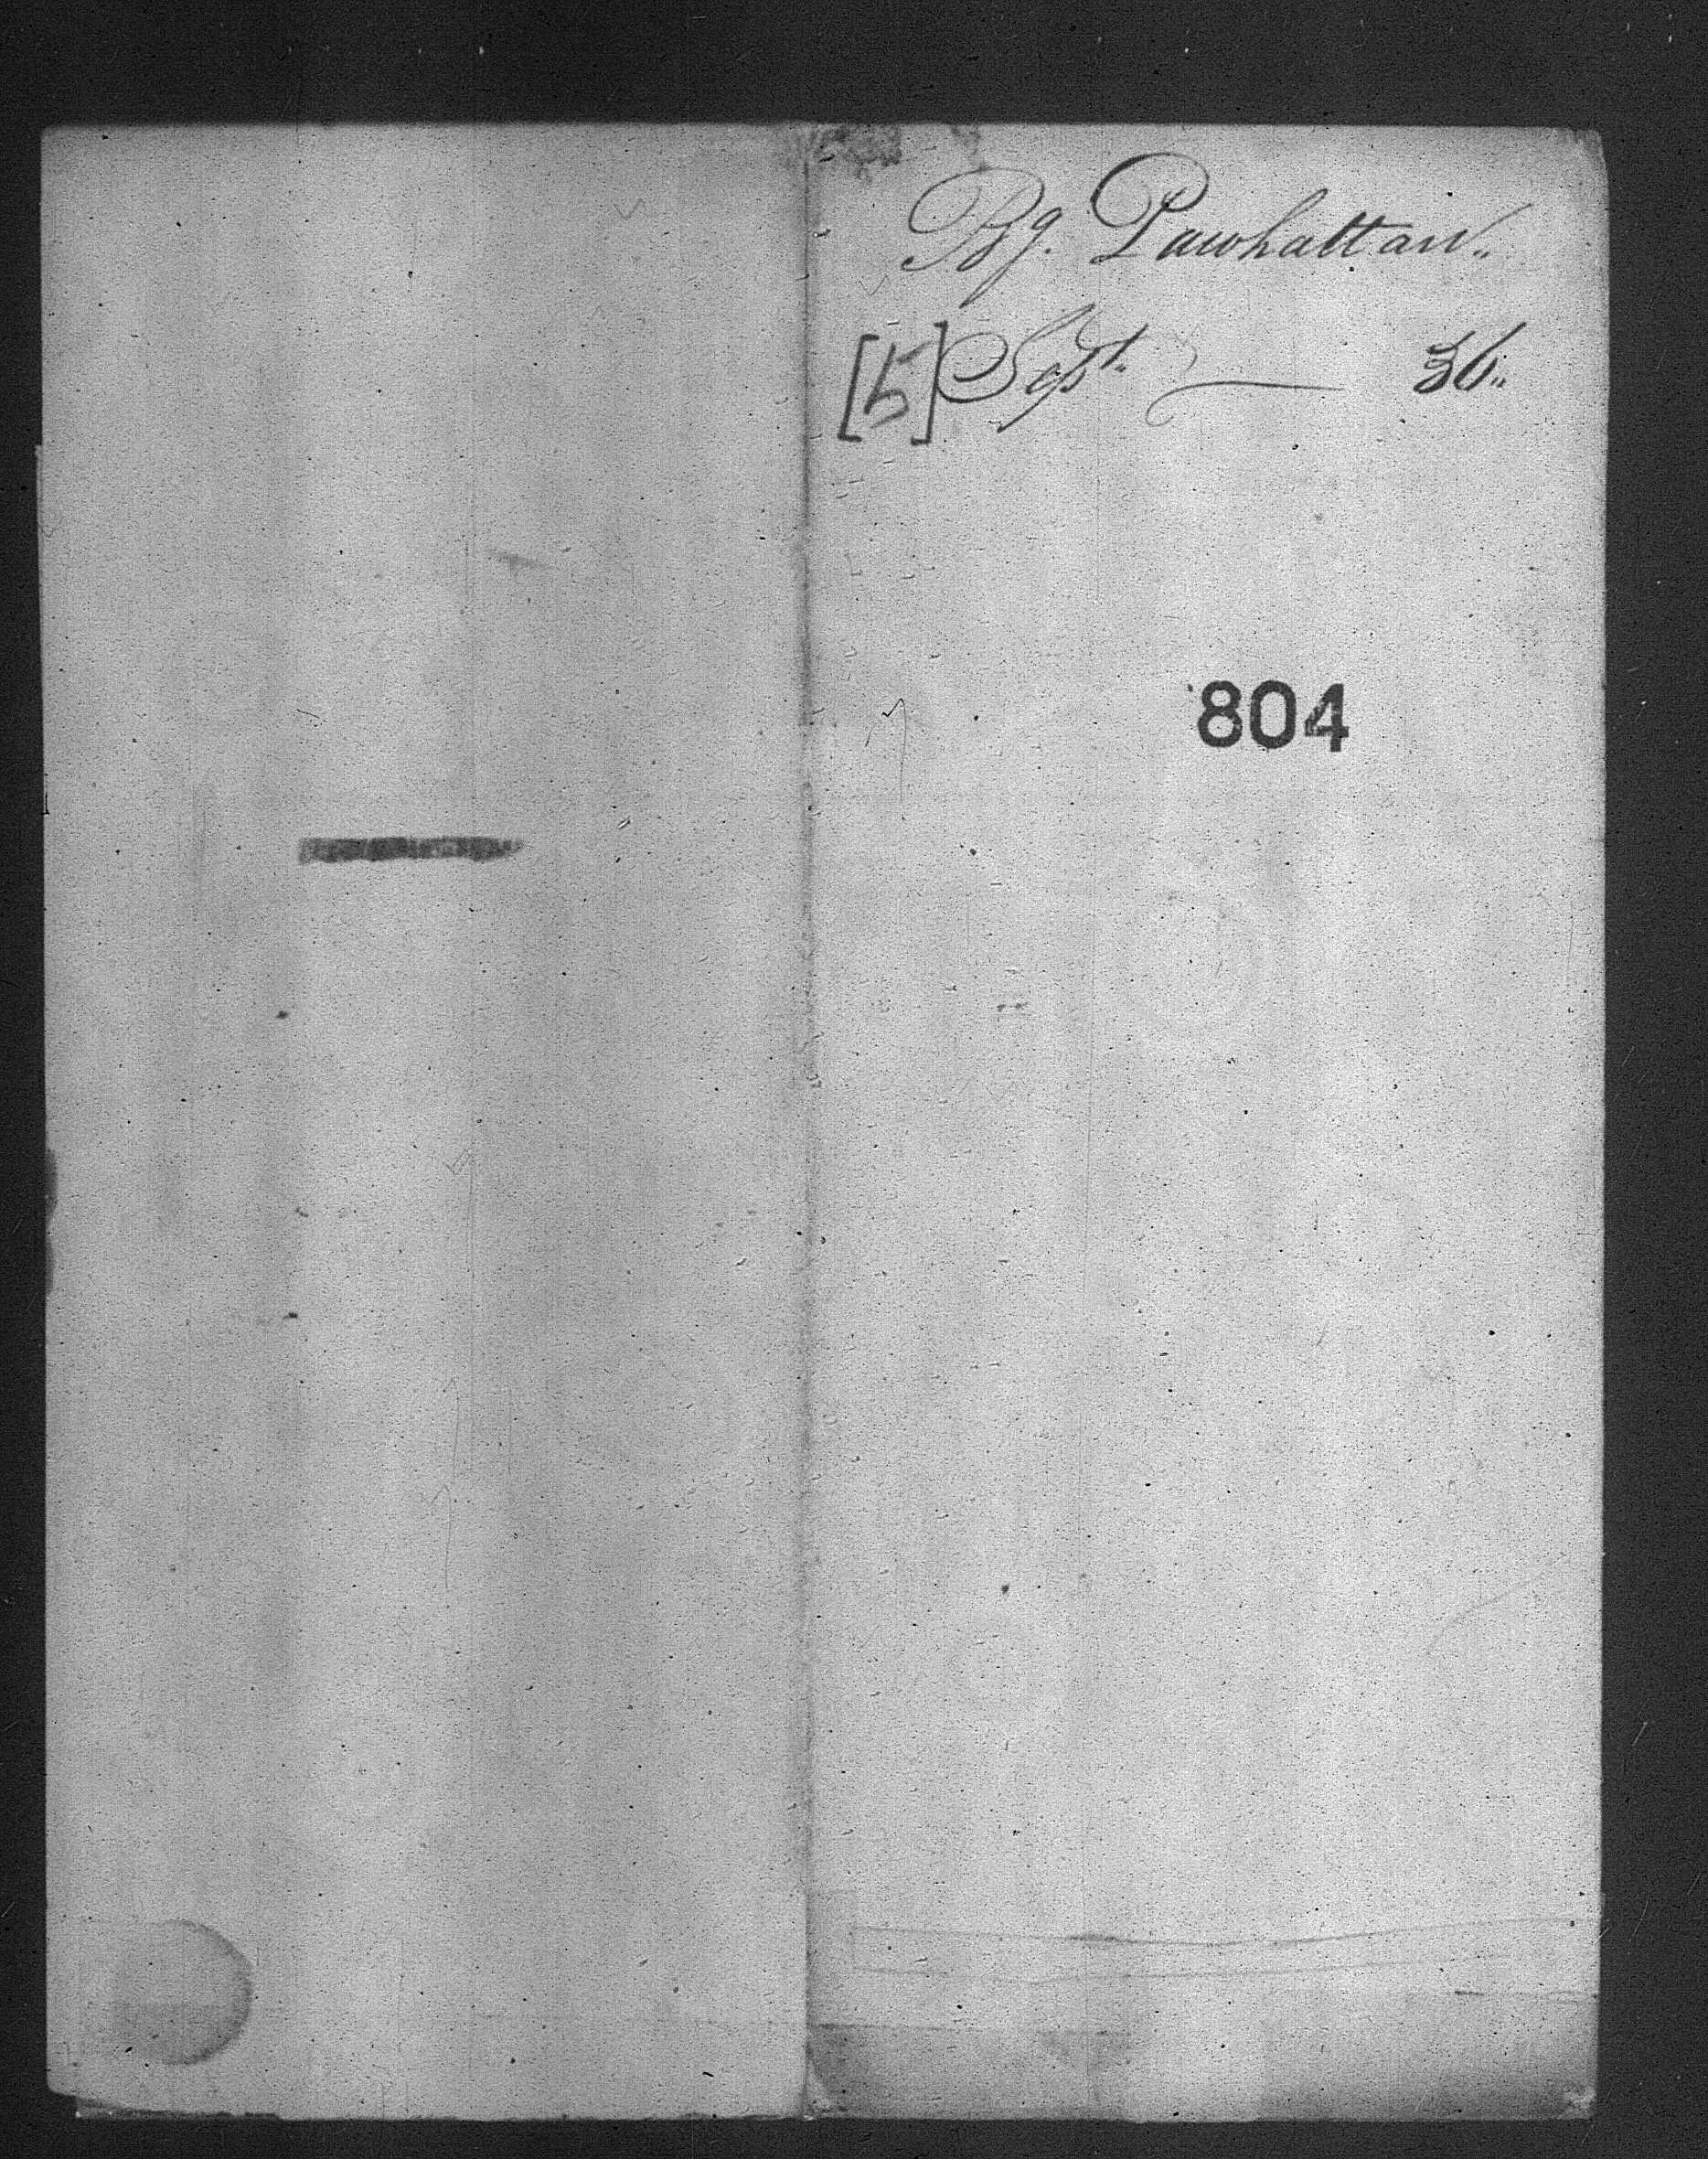 Bg. Powhattan.
[5] Sept. 36.
804